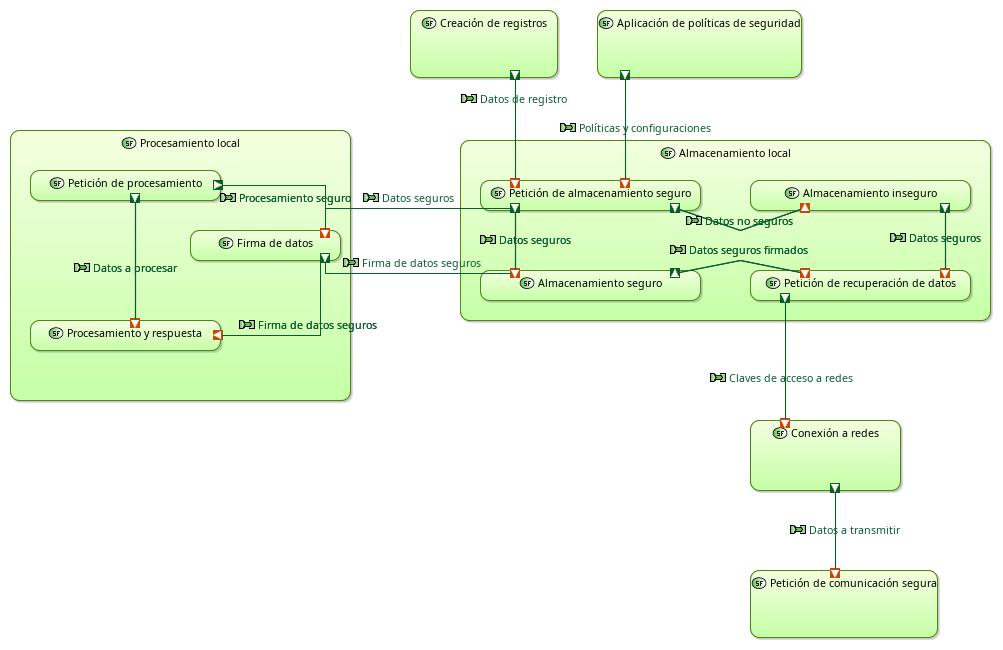 SF Creación de registros
SF Aplicación de políticas de seguridad
Datos de registro
Políticas y configuraciones
SF Procesamiento local
SF Almacenamiento local
SF Petición de procesamiento
Procesamiento seguro
Datos seguros
SF Petición de almacenamiento seguro
SF Almacenamiento inseguro
Datos no seguros
SF Firma de datos
Datos seguros
Datos seguros
Datos seguros firmados
Datos a procesar
Firma de datos seguros
SF Almacenamiento seguro
SF Petición de recuperación de datos
SF Procesamiento y respuesta
Firma de datos seguros
Claves de acceso a redes
SF Conexión a redes
Datos a transmitir
SF Petición de comunicación segura